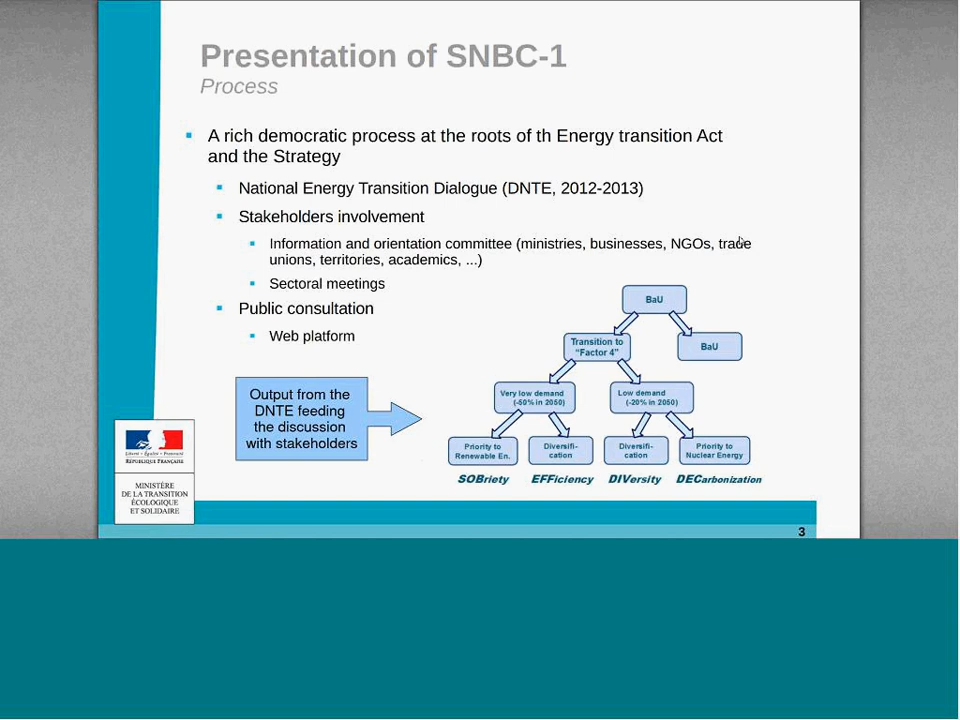 Presentation of SNBC-1
Process
A rich democratic process at the roots of th Energy transition Act
and the Strategy
National Energy Transition Dialogue (DNTE, 2012-2013)
Stakeholders involvement
Information and orientation committee (ministries, businesses, NGOs, trade
unions, territories, academics, ...)
Sectoral meetings
Public consultation
Web platform
Output from the
DNTE feeding
the discussion
with stakeholders
BaU
Transition to
“Factor 4”
BaU
Very low demand
(-50% in 2050)
Low demand
(-20% in 2050)
Priority to
Renewable En.
Diversifi-
cation
Diversifi-
cation
Priority to
Nuclear Energy
SOBriety
EFFiciency
DIVersity
DECarbonization
Liberté • Égalité • Fraternité
RÉPUBLIQUE FRANÇAISE
MINISTÈRE
DE LA TRANSITION
ÉCOLOGIQUE
ET SOLIDAIRE
3